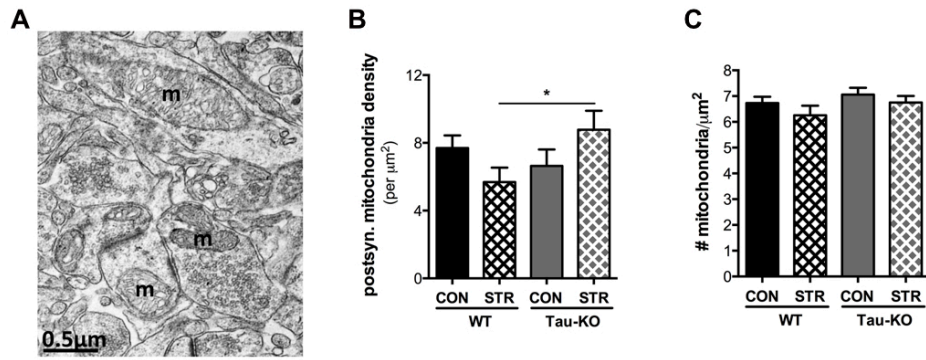 A
m
m
m
0.5µm
B
postsyn. mitochondria density
(per µm²)
12
8
4
0
*
CON STR CON STR
WT Tau-KO
C
# mitochondria/µm²
8
7
6
5
4
3
2
1
0
CON STR CON STR
WT Tau-KO